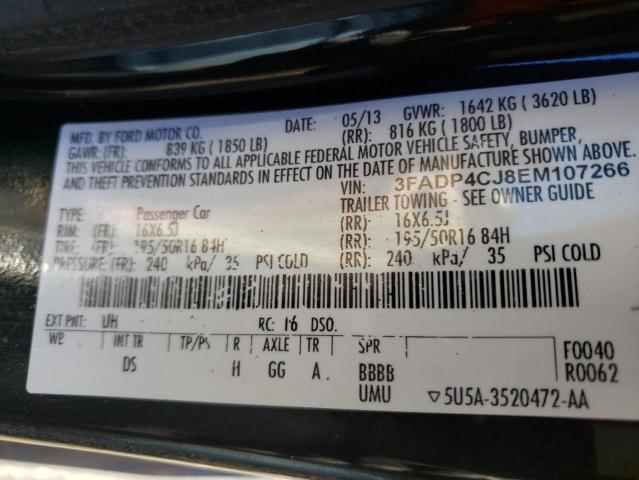 MFD. BY FORD MOTOR CO. DATE: 05/13 GVWR: 1642 KG ( 3620 LB)
GAWR: (FR): 839 KG ( 1850 LB) (RR): 816 KG ( 1800 LB)
THIS VEHICLE CONFORMS TO ALL APPLICABLE FEDERAL MOTOR VEHICLE SAFETY, BUMPER,
AND THEFT PREVENTION STANDARDS IN EFFECT ON THE DATE OF MANUFACTURE SHOWN ABOVE.
VIN: 3FADP4CJ8EM107266
TYPE: Passenger Car TRAILER TOWING - SEE OWNER GUIDE
RIM: (FR): 16X6.5J (RR): 16X6.5J
TIRE: (FR): 195/50R16 84H (RR): 195/50R16 84H
PRESSURE: (FR): 240 kPa/ 35 PSI COLD (RR): 240 kPa/ 35 PSI COLD
EXT PNT: UH RC: 16 DSO:
WB INT TR TP/PS R AXLE TR SPR F0040
DS H GG A BBBB R0062
UMU ▽5U5A-3520472-AA